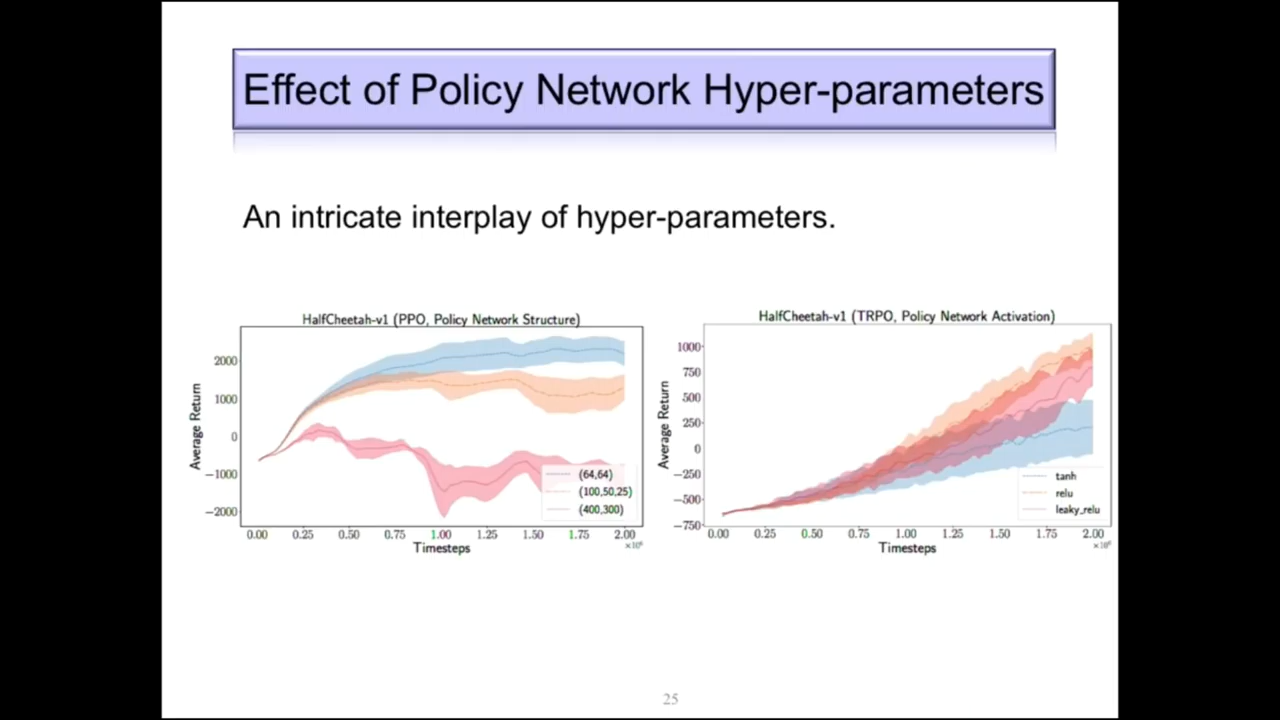 Effect of Policy Network Hyper-parameters
An intricate interplay of hyper-parameters.
HalfCheetah-v1 (PPO, Policy Network Structure)
Average Return
2000
1000
0
−1000
−2000
0.00 0.25 0.50 0.75 1.00 1.25 1.50 1.75 2.00
×10⁶
Timesteps
(64,64)
(100,50,25)
(400,300)
HalfCheetah-v1 (TRPO, Policy Network Activation)
Average Return
1000
750
500
250
0
−250
−500
−750
0.00 0.25 0.50 0.75 1.00 1.25 1.50 1.75 2.00
×10⁶
Timesteps
tanh
relu
leaky_relu
25